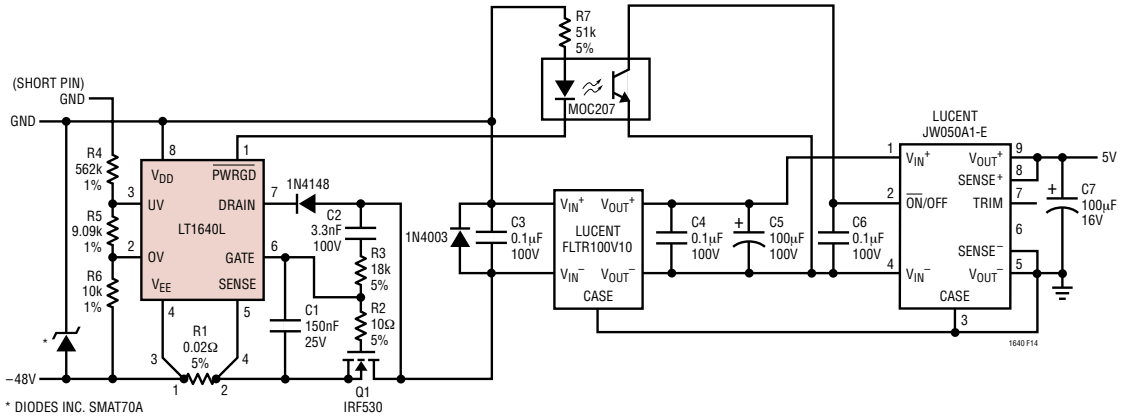 (SHORT PIN)
GND
GND
R4
562k
1%
R5
9.09k
1%
R6
10k
1%
*
-48V
* DIODES INC. SMAT70A
8
1
VDD
PWRGD
3
UV
DRAIN
7
LT1640L
2
OV
GATE
6
VEE
SENSE
4
5
R1
0.02Ω
5%
3
4
1
2
1N4148
C2
3.3nF
100V
R3
18k
5%
C1
150nF
25V
R2
10Ω
5%
Q1
IRF530
R7
51k
5%
MOC207
1N4003
C3
0.1µF
100V
VIN+
VOUT+
LUCENT
FLTR100V10
VIN–
VOUT–
CASE
C4
0.1µF
100V
+
C5
100µF
100V
C6
0.1µF
100V
LUCENT
JW050A1-E
1
VIN+
VOUT+
9
SENSE+
8
2
ON/OFF
TRIM
7
6
SENSE–
4
VIN–
VOUT–
5
CASE
3
5V
+
C7
100µF
16V
1640 F14